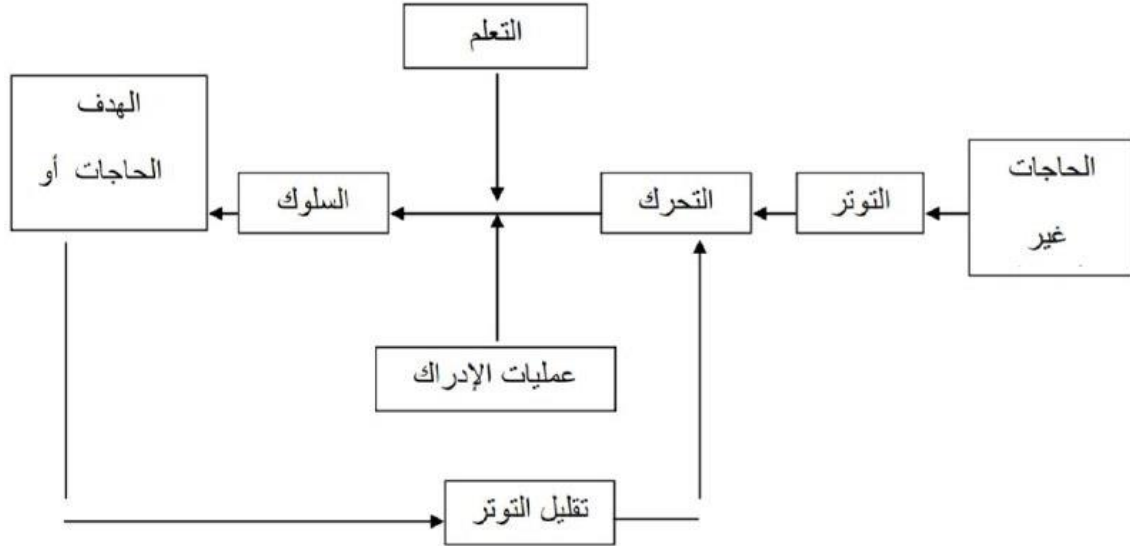 التعلم
الحاجات
غير
التوتر
التحرك
السلوك
الهدف
الحاجات أو
عمليات الإدراك
تقليل التوتر